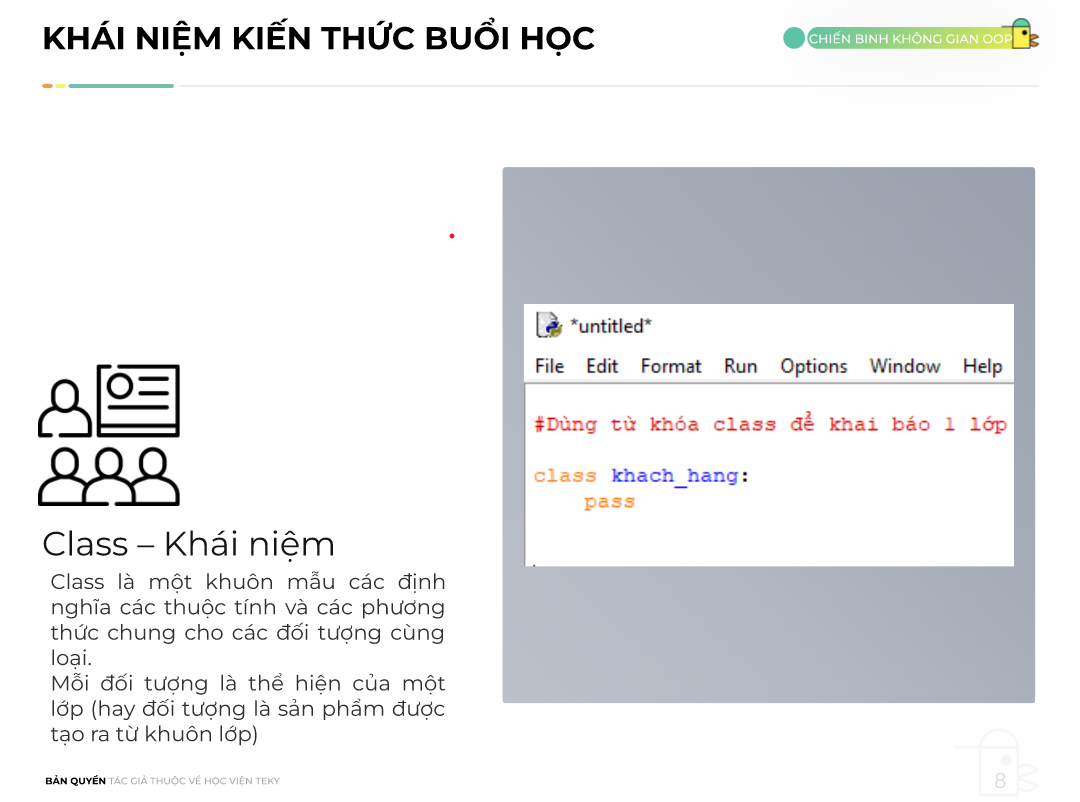 KHÁI NIỆM KIẾN THỨC BUỔI HỌC
CHIẾN BINH KHÔNG GIAN OOP
*untitled*
File Edit Format Run Options Window Help
#Dùng từ khóa class để khai báo 1 lớp
class khach_hang:
pass
Class – Khái niệm
Class là một khuôn mẫu các định
nghĩa các thuộc tính và các phương
thức chung cho các đối tượng cùng
loại.
Mỗi đối tượng là thể hiện của một
lớp (hay đối tượng là sản phẩm được
tạo ra từ khuôn lớp)
BẢN QUYỀN TÁC GIẢ THUỘC VỀ HỌC VIỆN TEKY
8